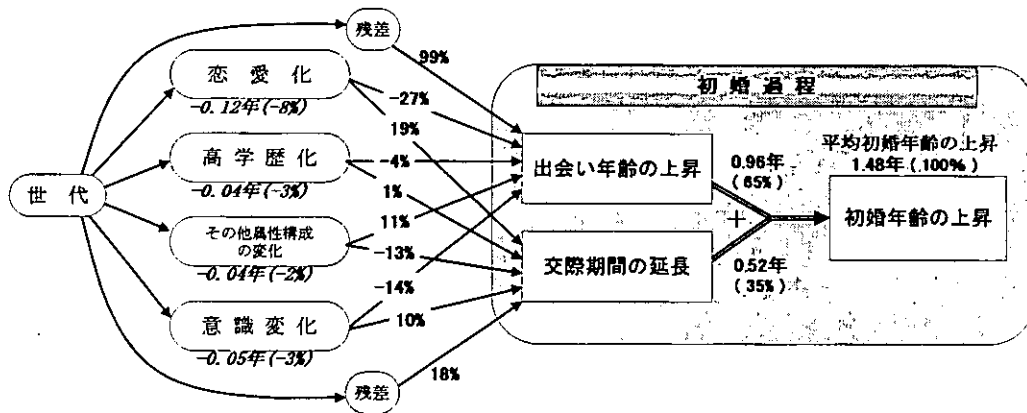 残差
99%
恋愛化
-0.12年(-8%)
-27%
19%
初婚過程
高学歴化
-0.04年(-3%)
-4%
1%
出会い年齢の上昇
0.96年
(65%)
平均初婚年齢の上昇
1.48年(100%)
世代
+
初婚年齢の上昇
その他属性構成
の変化
-0.04年(-2%)
11%
-13%
交際期間の延長
0.52年
(35%)
意識変化
-0.05年(-3%)
-14%
10%
残差
18%